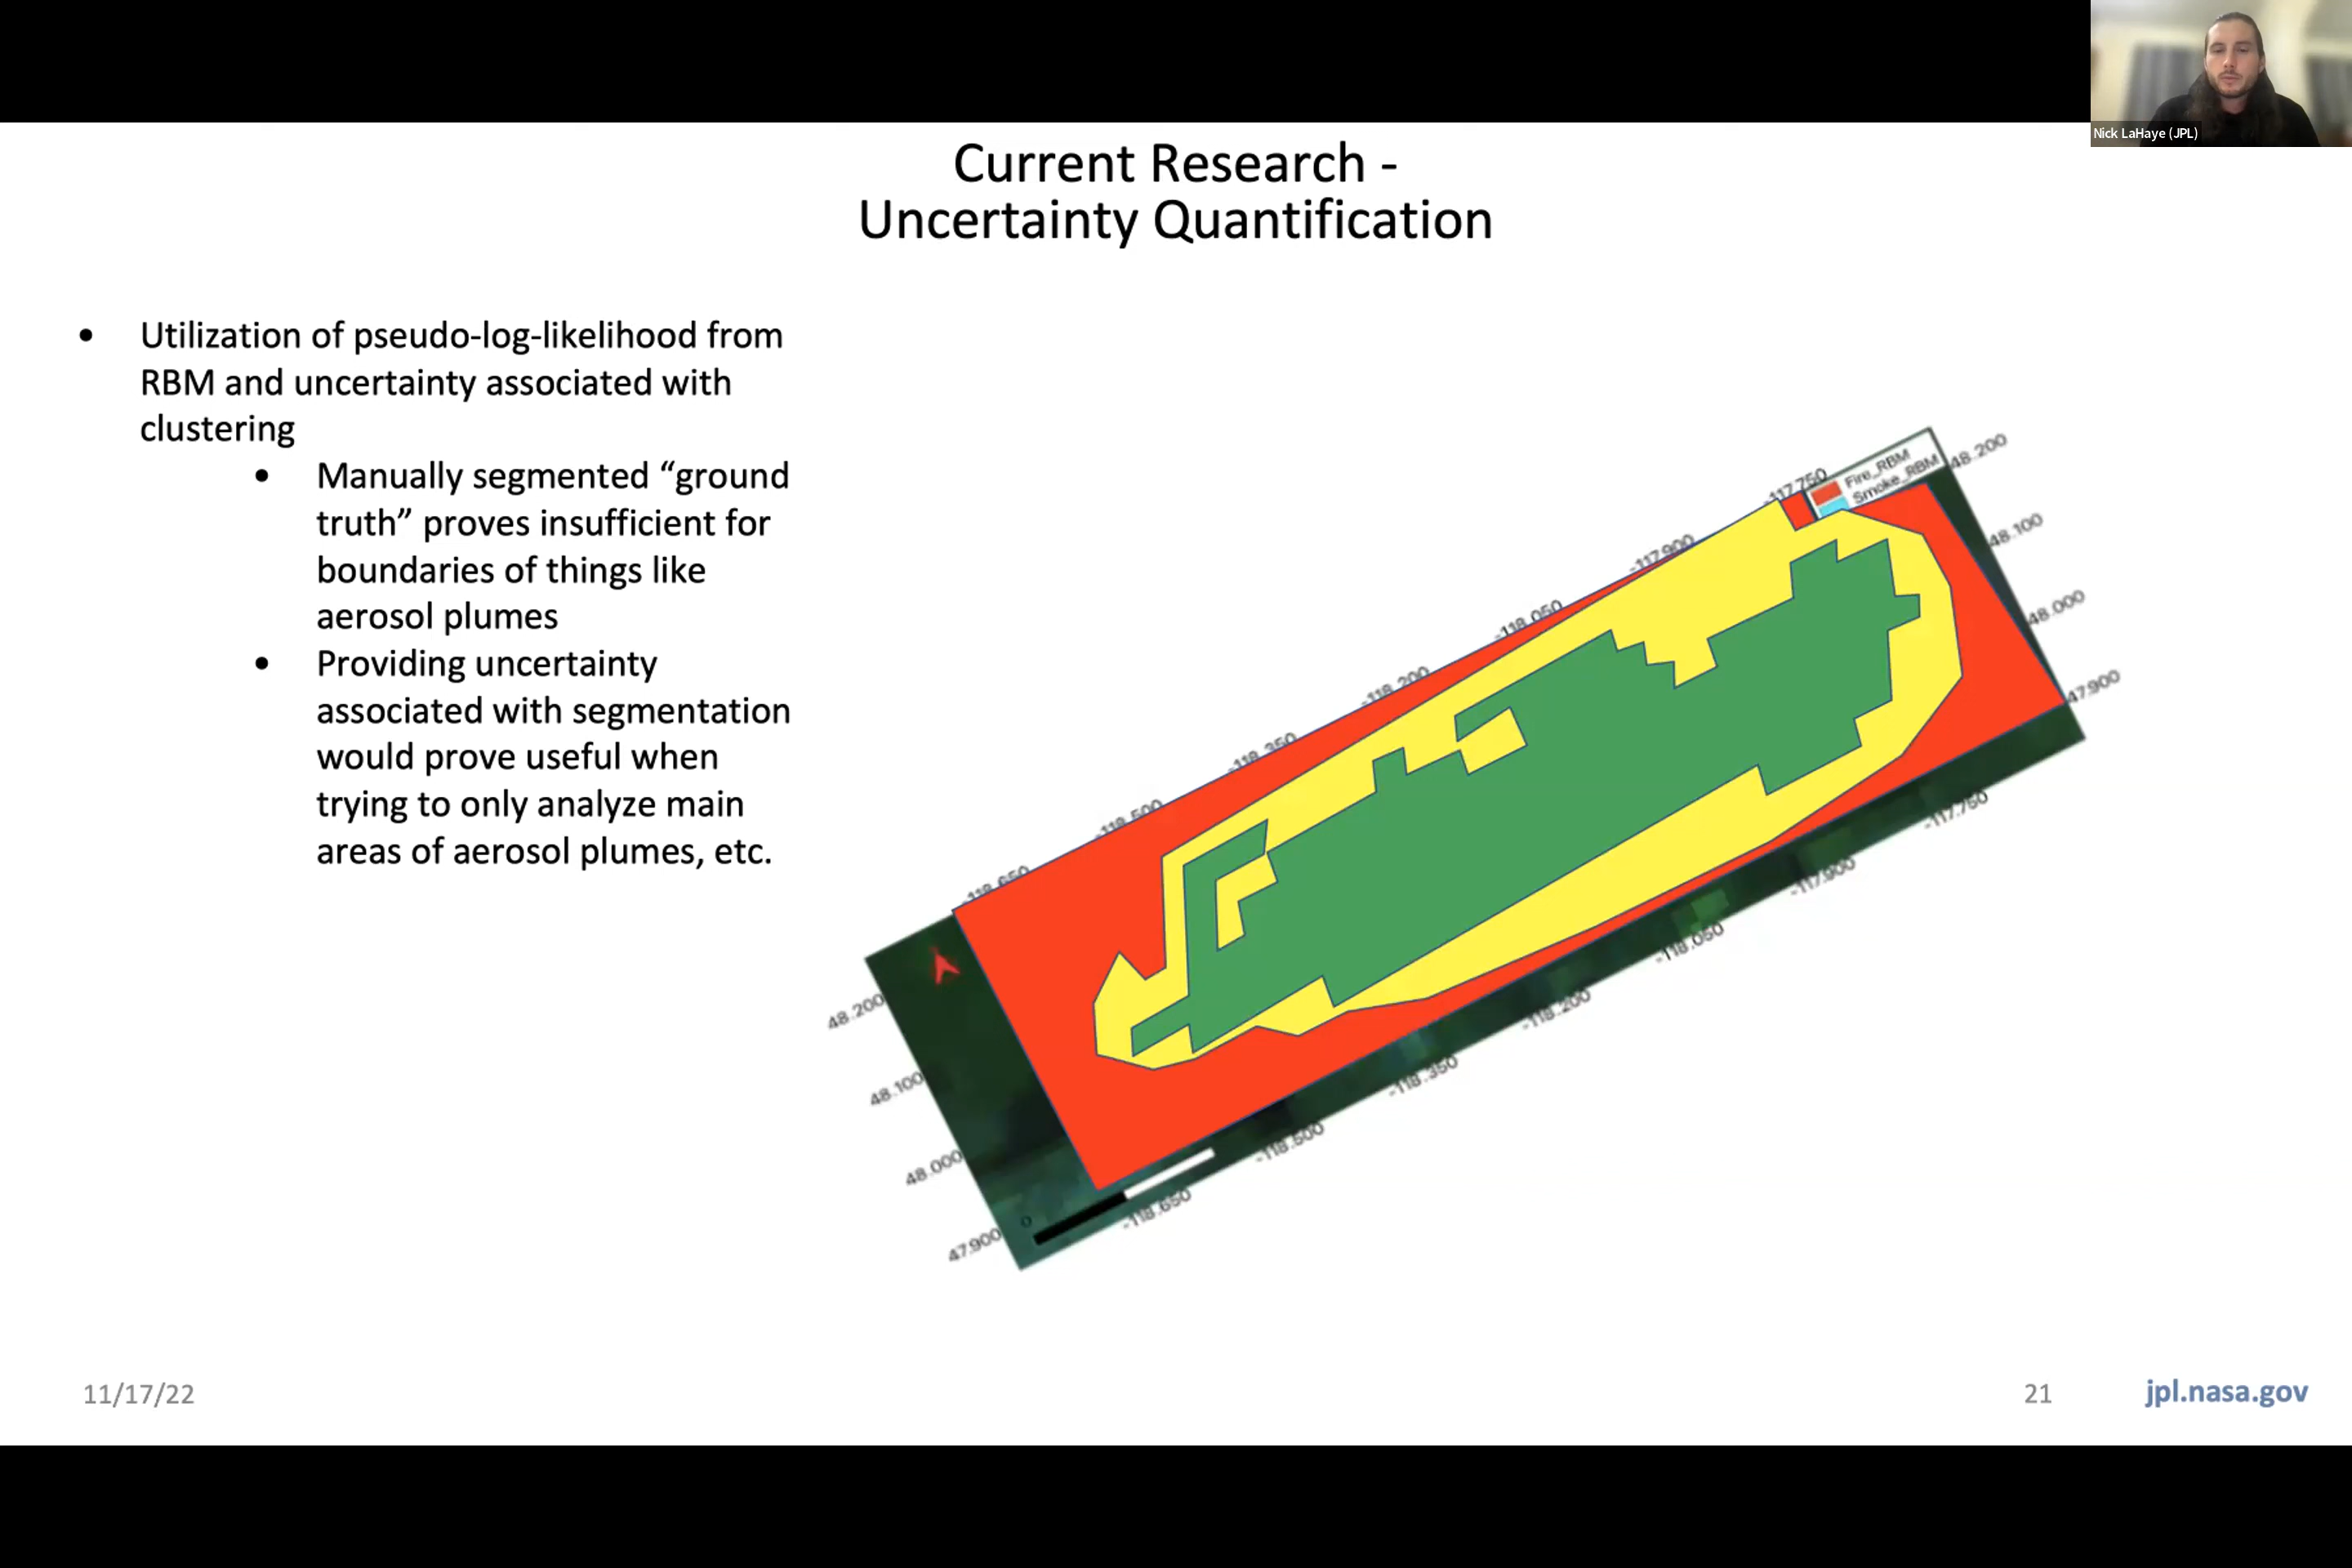 Nick LaHaye (JPL)
Current Research -
Uncertainty Quantification
• Utilization of pseudo-log-likelihood from
RBM and uncertainty associated with
clustering
• Manually segmented “ground
truth” proves insufficient for
boundaries of things like
aerosol plumes
• Providing uncertainty
associated with segmentation
would prove useful when
trying to only analyze main
areas of aerosol plumes, etc.
Fire_RBM
Smoke_RBM
-117.750
-117.900
-118.050
-118.200
-118.350
-118.500
-118.650
48.200
48.100
48.000
47.900
48.200
48.100
48.000
47.900
-117.750
-117.900
-118.050
-118.200
-118.350
-118.500
-118.650
0
11/17/22
21
jpl.nasa.gov